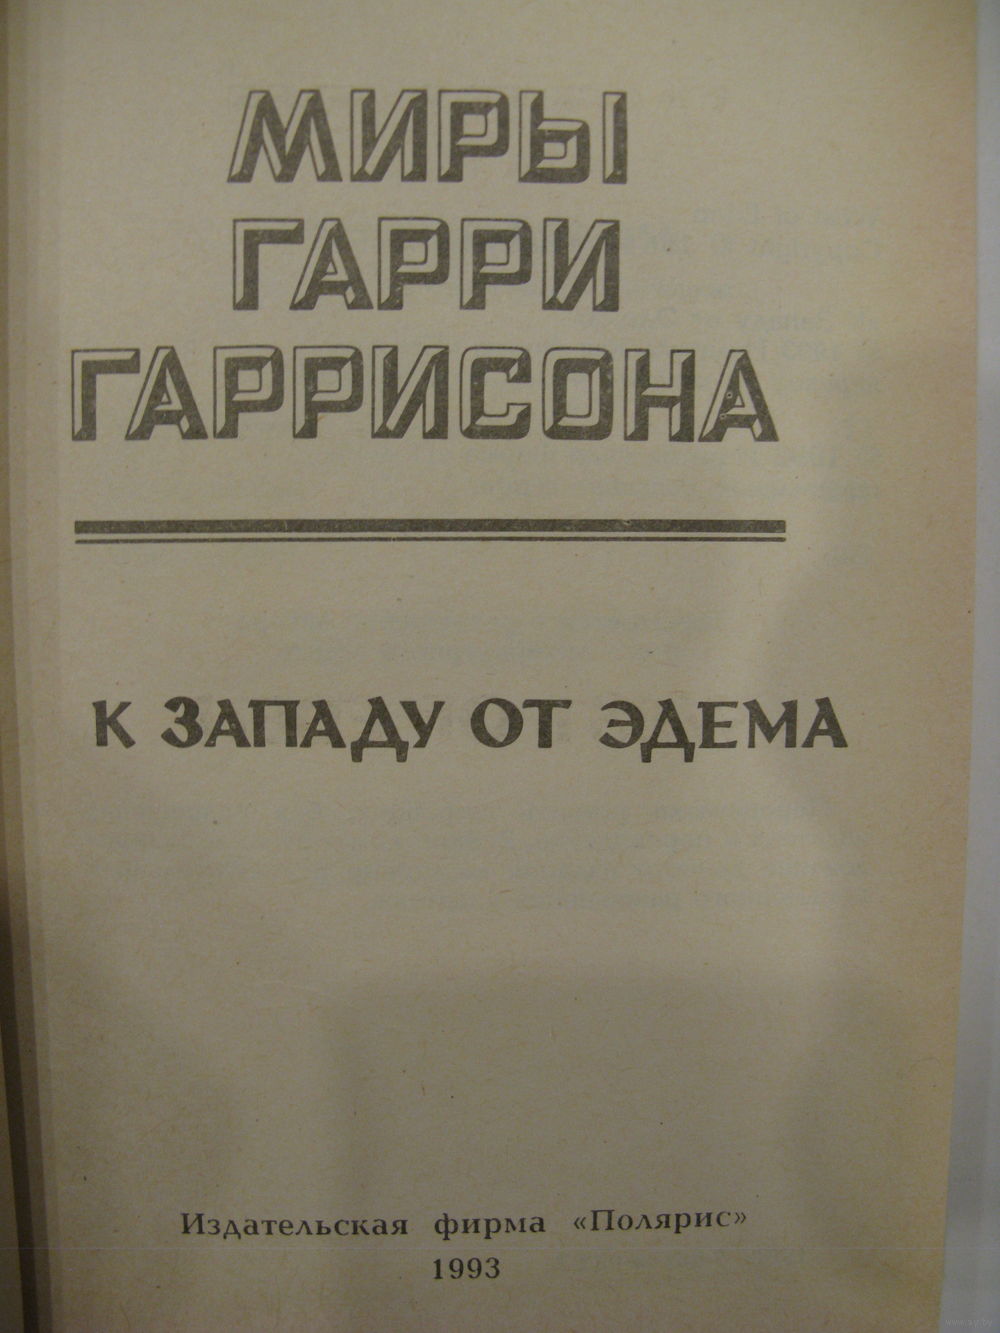 МИРЫ
ГАРРИ
ГАРРИСОНА
К ЗАПАДУ ОТ ЭДЕМА
Издательская фирма «Полярис»
1993